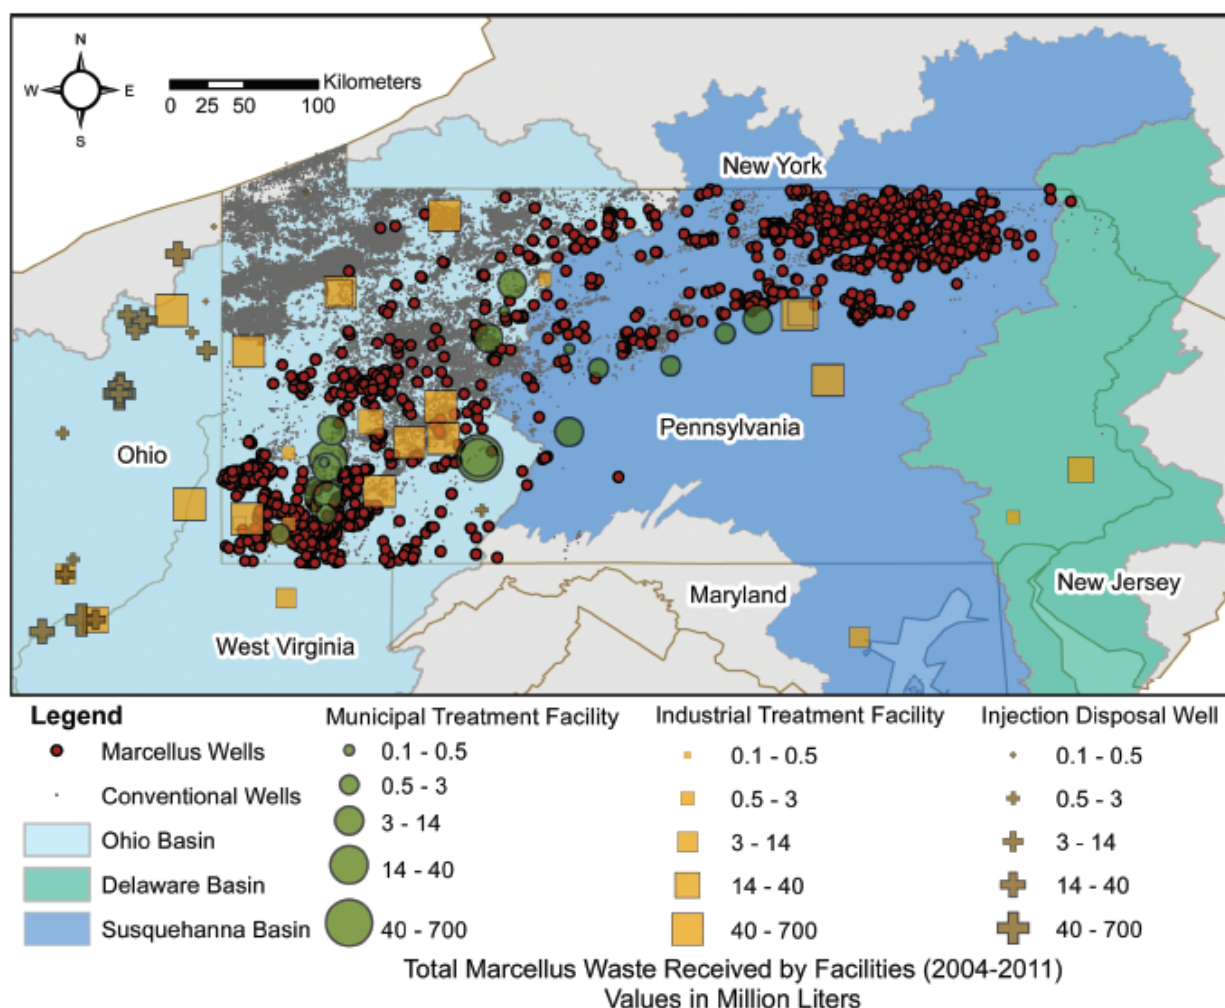 N
W E
S
Kilometers
0 25 50 100
New York
Pennsylvania
Ohio
New Jersey
Maryland
West Virginia
Legend
Marcellus Wells
Conventional Wells
Ohio Basin
Delaware Basin
Susquehanna Basin
Municipal Treatment Facility
0.1 - 0.5
0.5 - 3
3 - 14
14 - 40
40 - 700
Industrial Treatment Facility
0.1 - 0.5
0.5 - 3
3 - 14
14 - 40
40 - 700
Injection Disposal Well
0.1 - 0.5
0.5 - 3
3 - 14
14 - 40
40 - 700
Total Marcellus Waste Received by Facilities (2004-2011)
Values in Million Liters